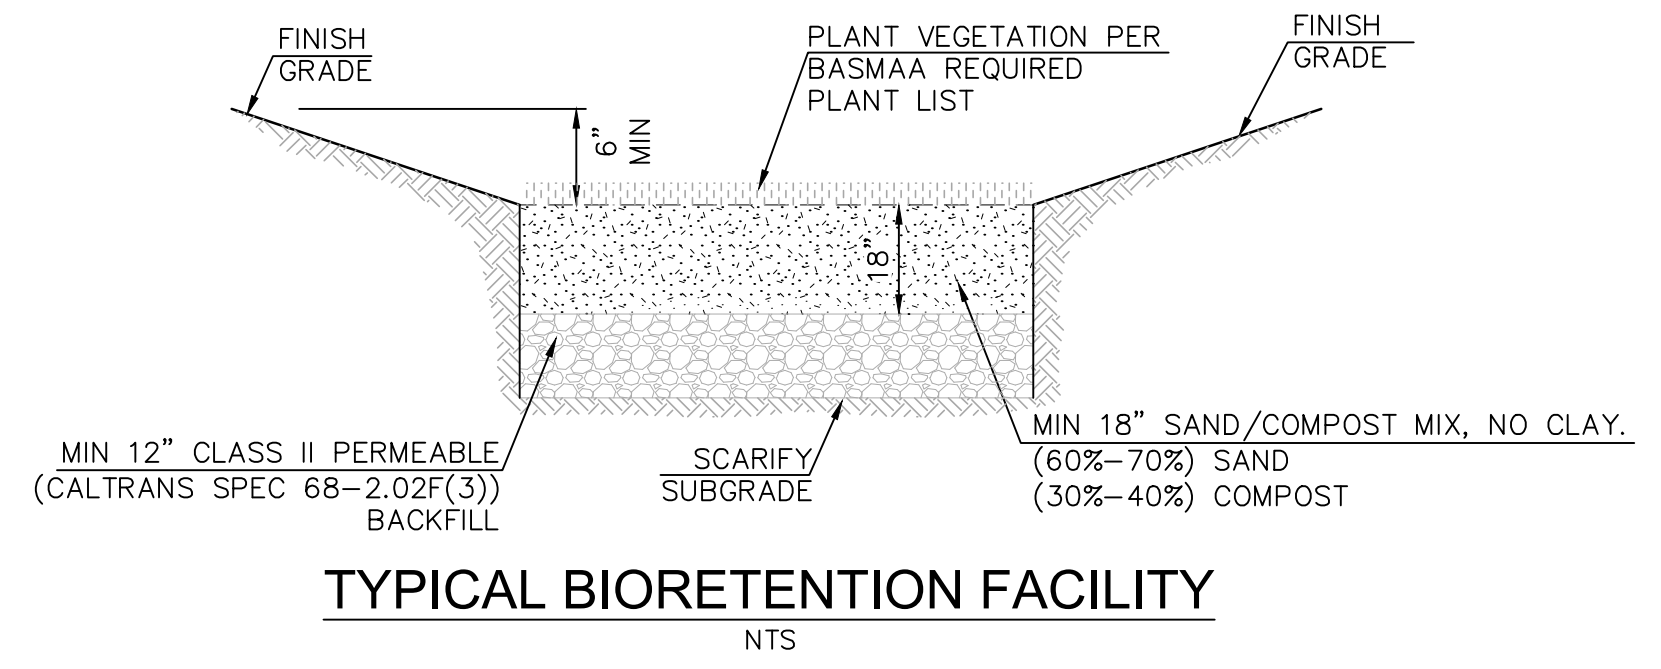 FINISH
GRADE
6”
MIN
PLANT VEGETATION PER
BASMAA REQUIRED
PLANT LIST
FINISH
GRADE
18”
MIN 12” CLASS II PERMEABLE
(CALTRANS SPEC 68–2.02F(3))
BACKFILL
SCARIFY
SUBGRADE
MIN 18” SAND/COMPOST MIX, NO CLAY.
(60%–70%) SAND
(30%–40%) COMPOST
TYPICAL BIORETENTION FACILITY
NTS